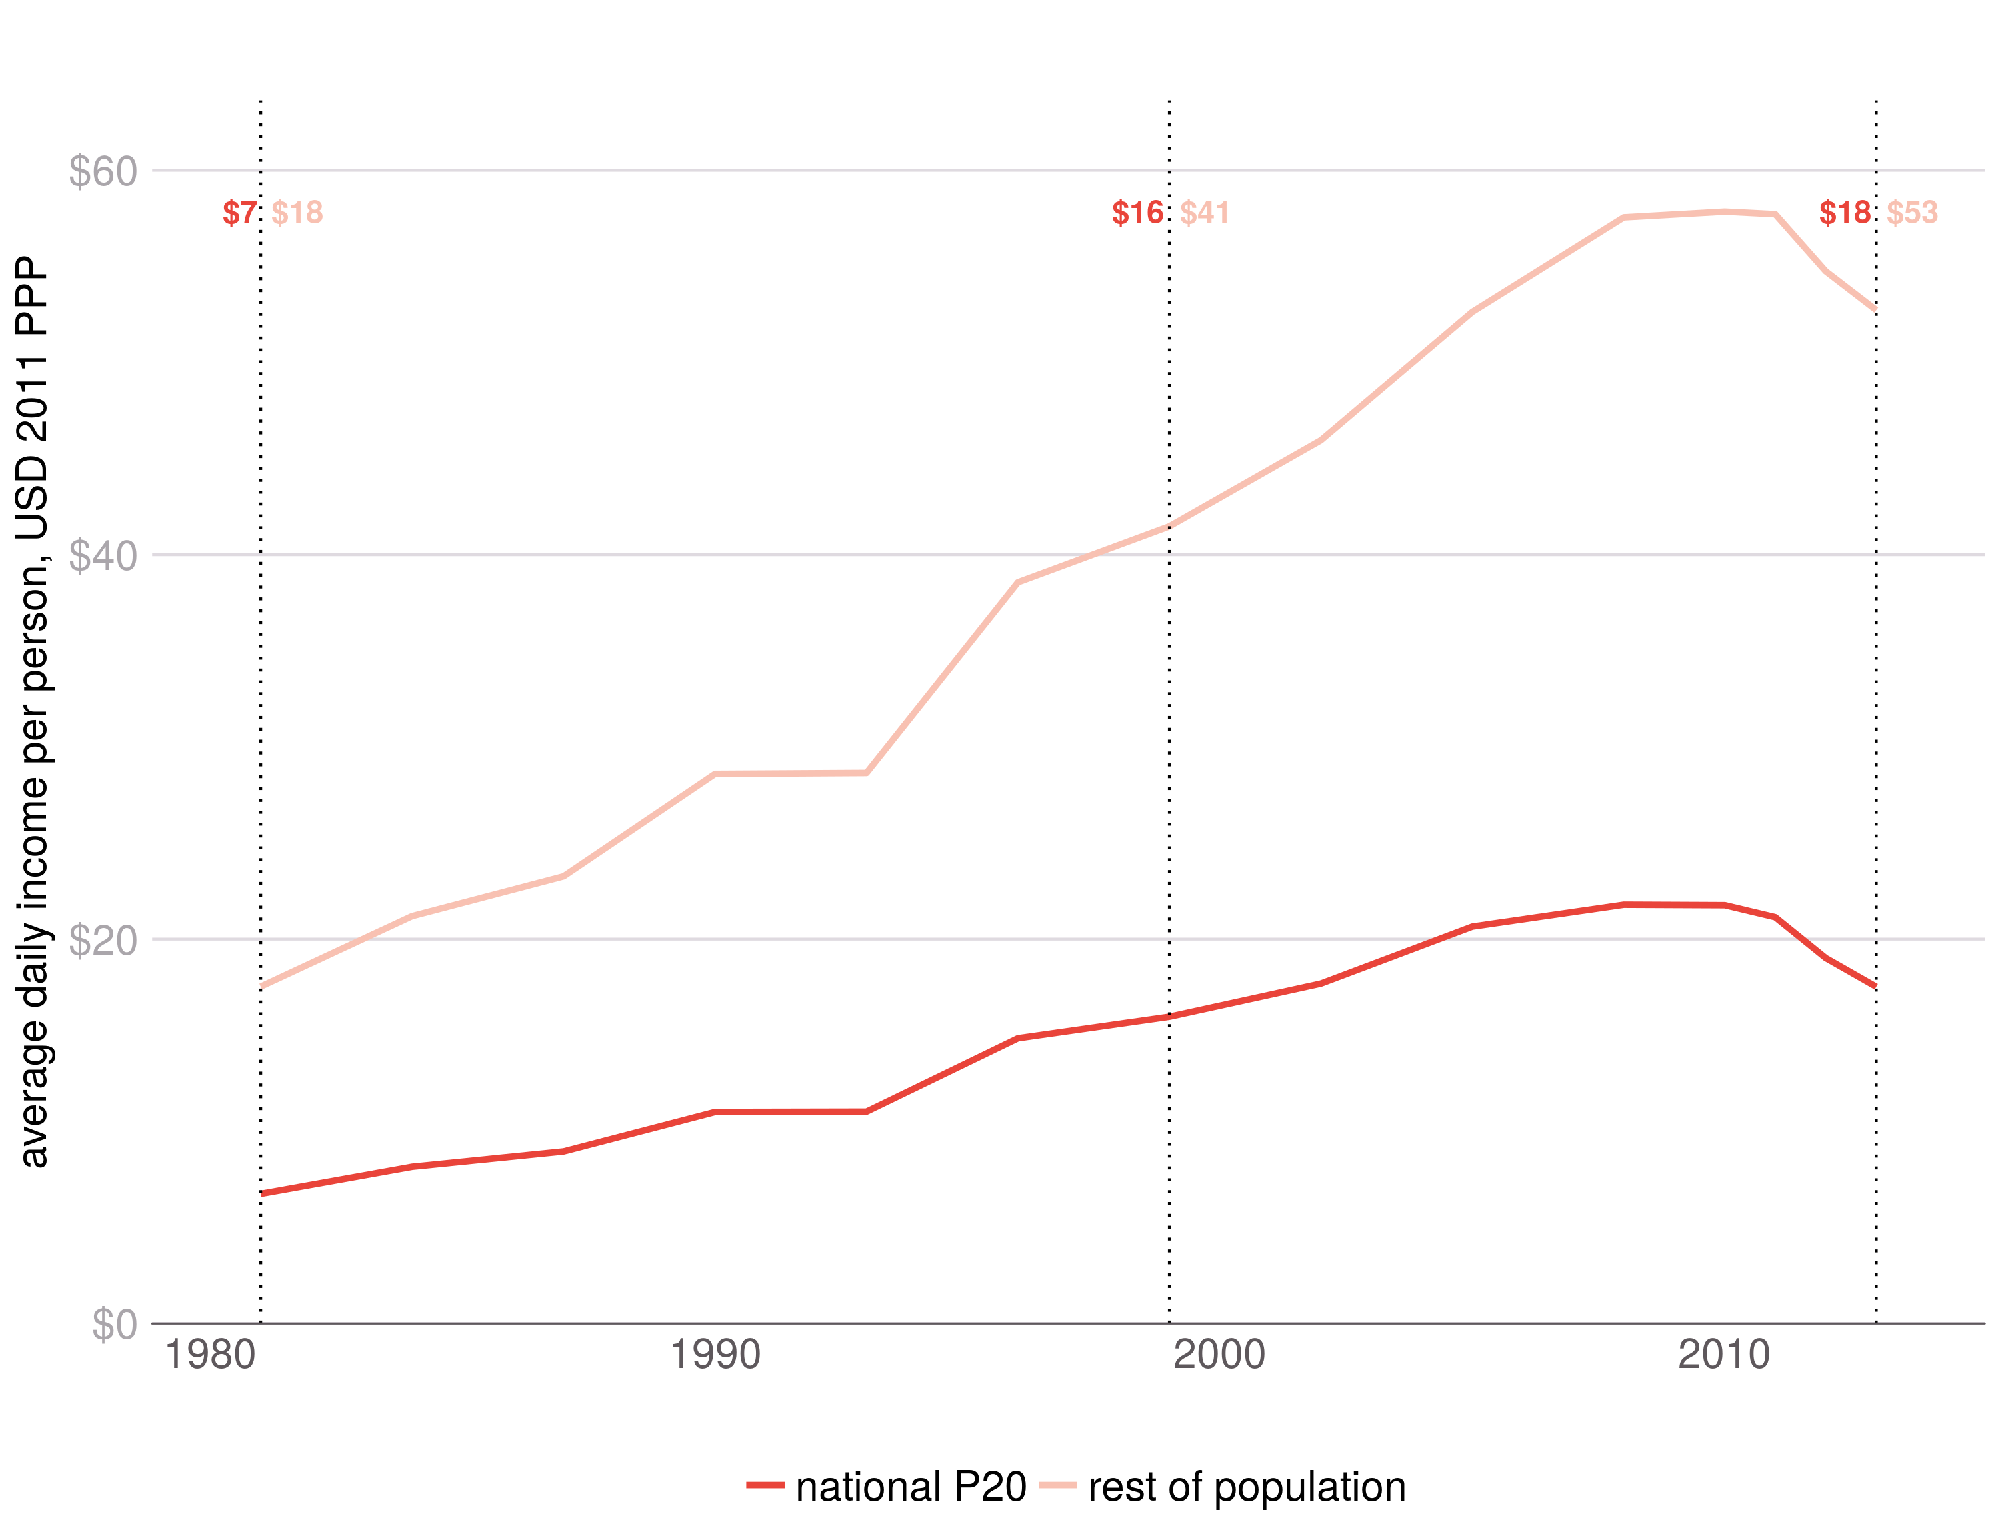 $60
$7 $18
$16 $41
$18 $53
average daily income per person, USD 2011 PPP
$40
$20
$0
1980 1990 2000 2010
national P20 rest of population